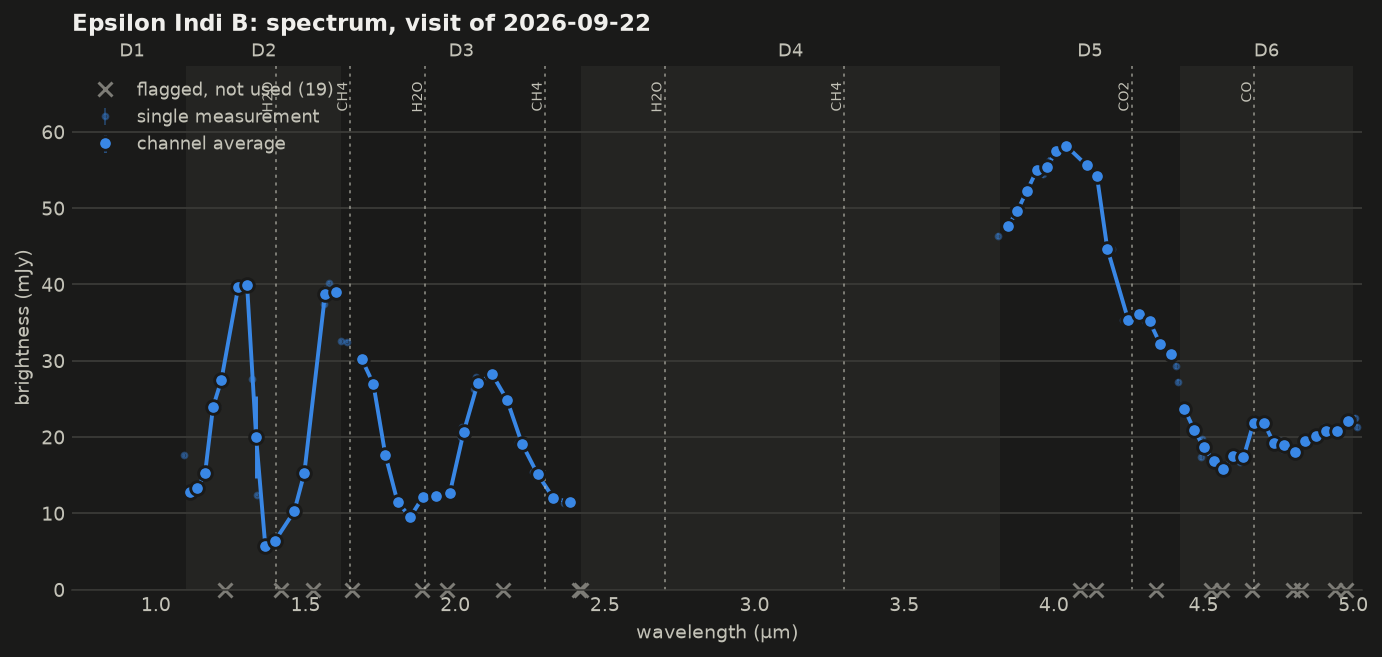 Epsilon Indi B: spectrum, visit of 2026-09-22
D1 D2 D3 D4 D5 D6
flagged, not used (19)
single measurement
channel average
H2O CH4 H2O CH4 H2O CH4 CO2 CO
60
50
40
30
20
10
0
brightness (mJy)
1.0 1.5 2.0 2.5 3.0 3.5 4.0 4.5 5.0
wavelength (µm)